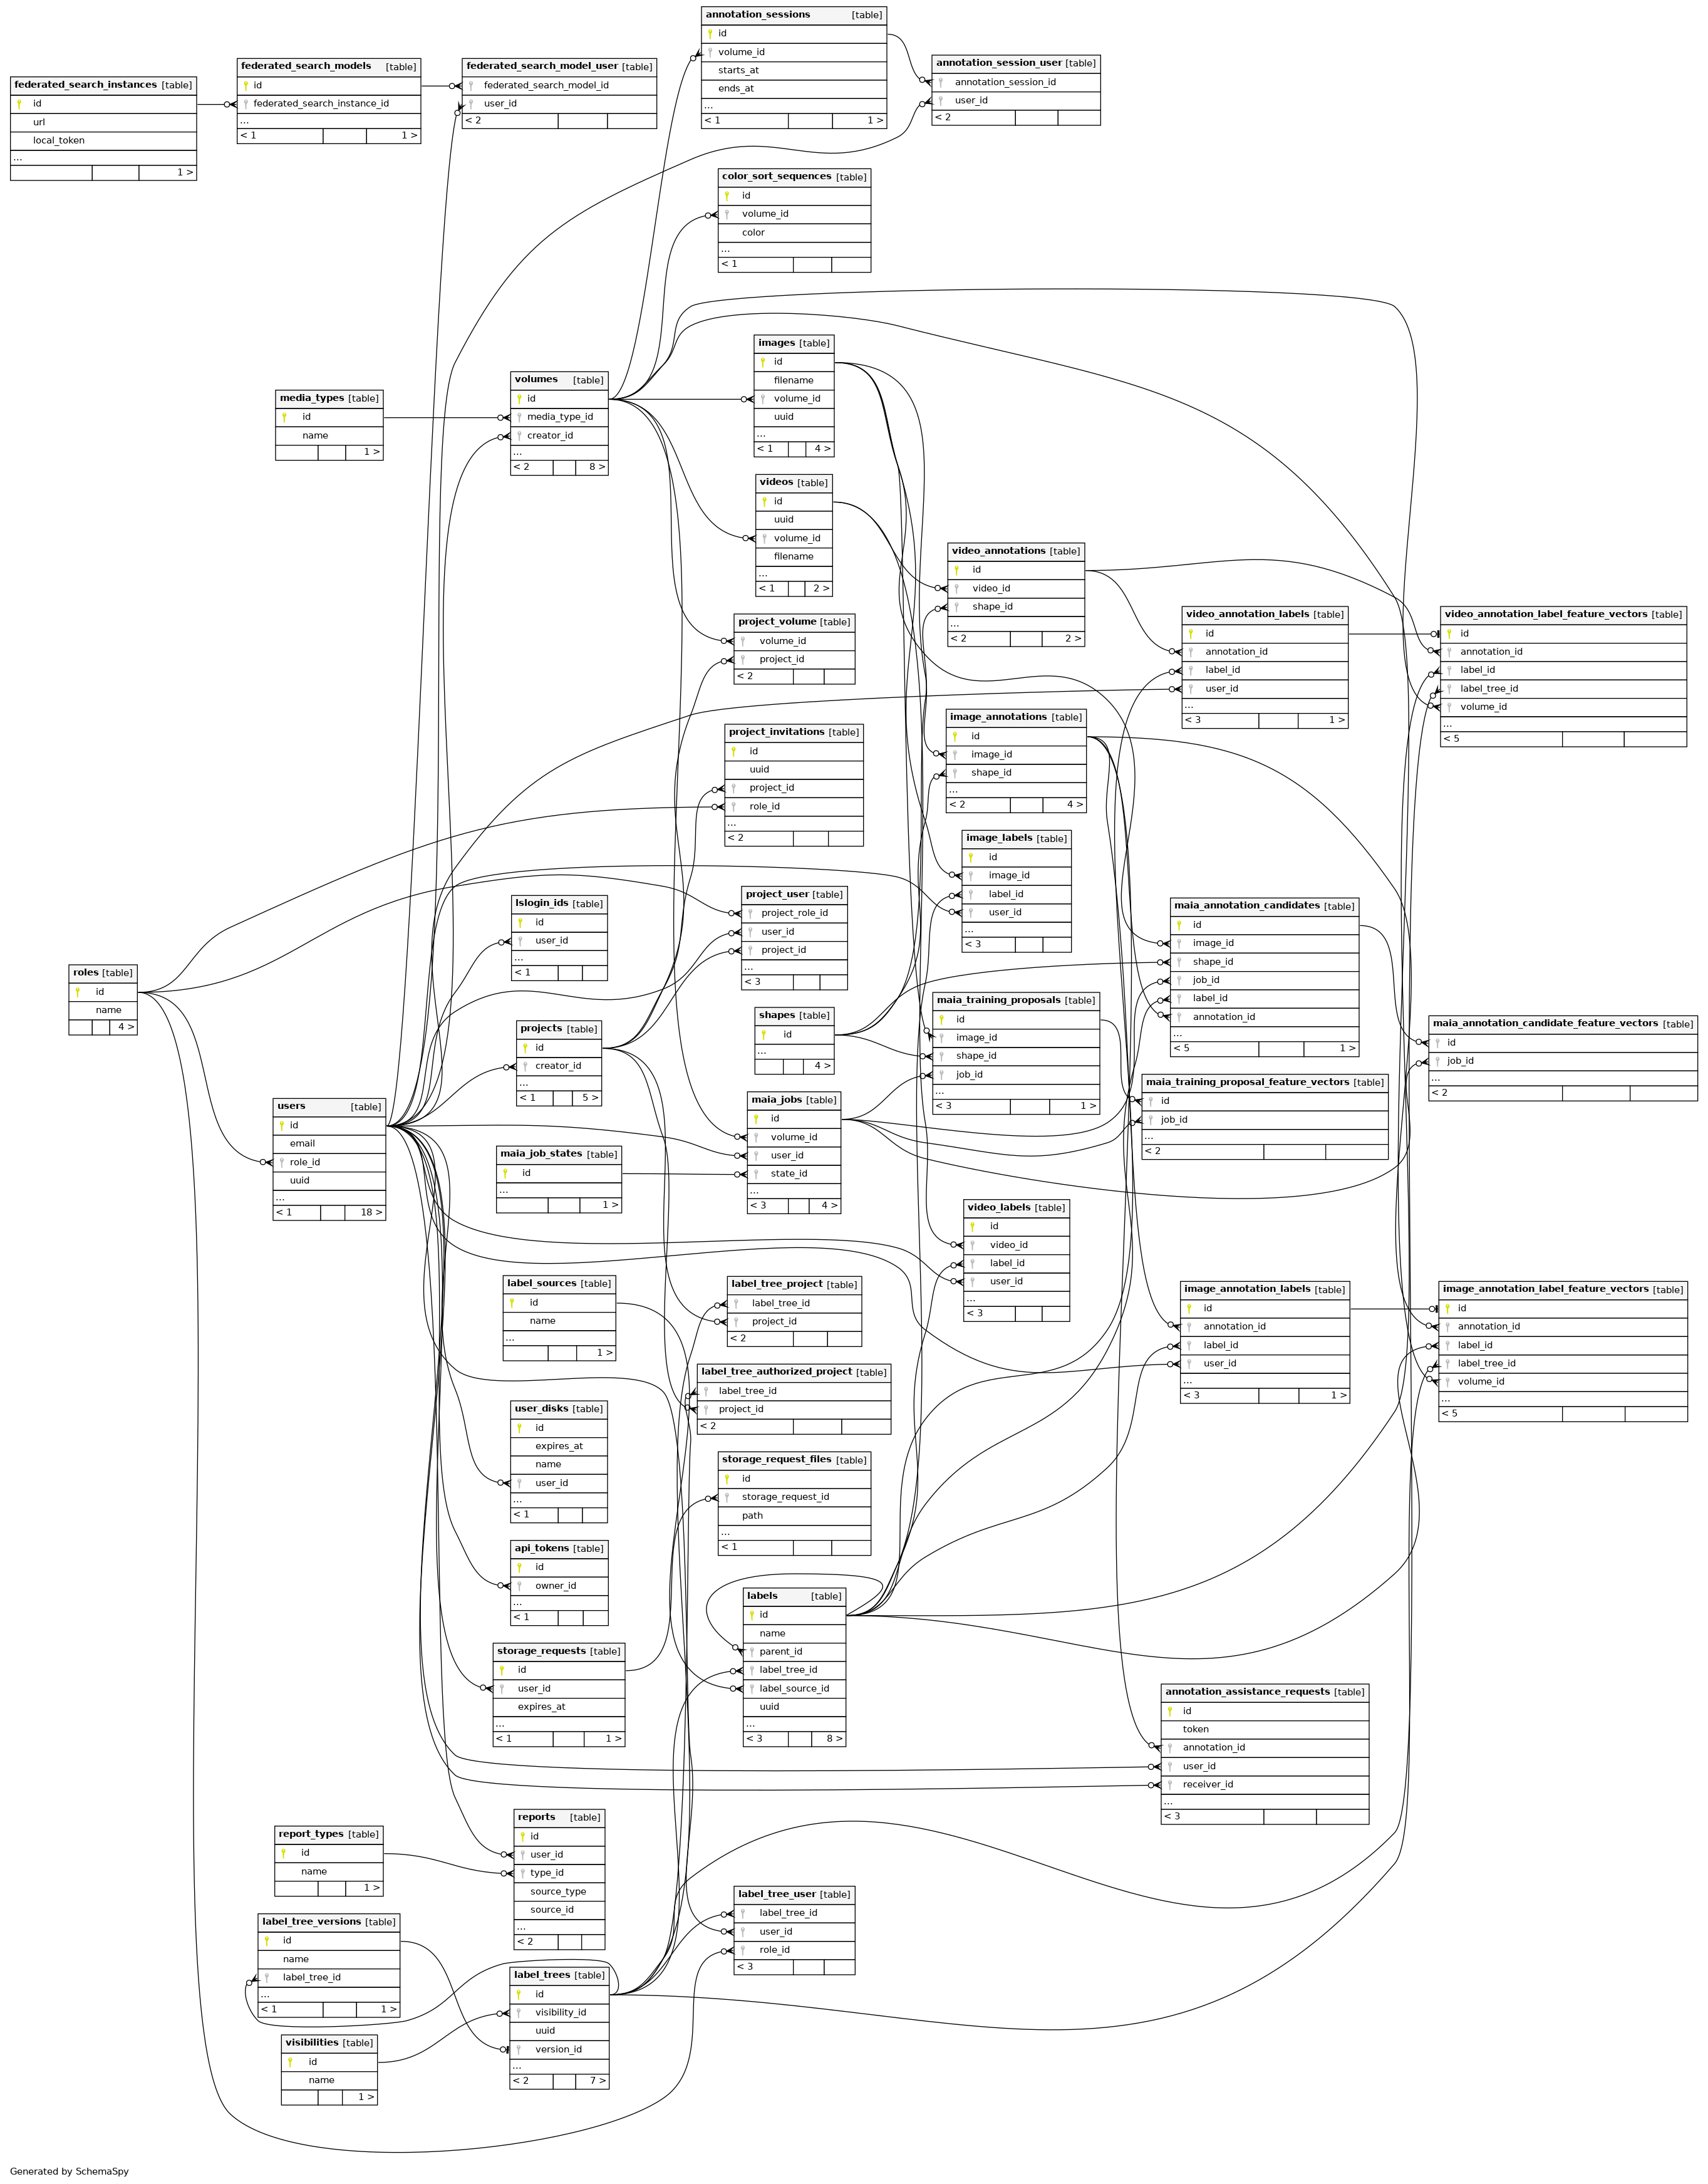 annotation_sessions [table]
id
volume_id
starts_at
ends_at
...
< 1 1 >
annotation_session_user [table]
annotation_session_id
user_id
< 2
federated_search_instances [table]
id
url
local_token
...
1 >
federated_search_models [table]
id
federated_search_instance_id
...
< 1 1 >
federated_search_model_user [table]
federated_search_model_id
user_id
< 2
color_sort_sequences [table]
id
volume_id
color
...
< 1
media_types [table]
id
name
1 >
volumes [table]
id
media_type_id
creator_id
...
< 2 8 >
images [table]
id
filename
volume_id
uuid
...
< 1 4 >
videos [table]
id
uuid
volume_id
filename
...
< 1 2 >
video_annotations [table]
id
video_id
shape_id
...
< 2 2 >
video_annotation_labels [table]
id
annotation_id
label_id
user_id
...
< 3 1 >
video_annotation_label_feature_vectors [table]
id
annotation_id
label_id
label_tree_id
volume_id
...
< 5
project_volume [table]
volume_id
project_id
< 2
project_invitations [table]
id
uuid
project_id
role_id
...
< 2
image_annotations [table]
id
image_id
shape_id
...
< 2 4 >
image_labels [table]
id
image_id
label_id
user_id
...
< 3
lslogin_ids [table]
id
user_id
...
< 1
project_user [table]
project_role_id
user_id
project_id
...
< 3
maia_annotation_candidates [table]
id
image_id
shape_id
job_id
label_id
annotation_id
...
< 5 1 >
roles [table]
id
name
4 >
projects [table]
id
creator_id
...
< 1 5 >
shapes [table]
id
...
4 >
maia_training_proposals [table]
id
image_id
shape_id
job_id
...
< 3 1 >
maia_annotation_candidate_feature_vectors [table]
id
job_id
...
< 2
maia_training_proposal_feature_vectors [table]
id
job_id
...
< 2
users [table]
id
email
role_id
uuid
...
< 1 18 >
maia_job_states [table]
id
...
1 >
maia_jobs [table]
id
volume_id
user_id
state_id
...
< 3 4 >
video_labels [table]
id
video_id
label_id
user_id
...
< 3
label_sources [table]
id
name
...
1 >
label_tree_project [table]
label_tree_id
project_id
< 2
image_annotation_labels [table]
id
annotation_id
label_id
user_id
...
< 3 1 >
image_annotation_label_feature_vectors [table]
id
annotation_id
label_id
label_tree_id
volume_id
...
< 5
label_tree_authorized_project [table]
label_tree_id
project_id
< 2
user_disks [table]
id
expires_at
name
user_id
...
< 1
storage_request_files [table]
id
storage_request_id
path
...
< 1
api_tokens [table]
id
owner_id
...
< 1
labels [table]
id
name
parent_id
label_tree_id
label_source_id
uuid
...
< 3 8 >
storage_requests [table]
id
user_id
expires_at
...
< 1 1 >
annotation_assistance_requests [table]
id
token
annotation_id
user_id
receiver_id
...
< 3
report_types [table]
id
name
1 >
reports [table]
id
user_id
type_id
source_type
source_id
...
< 2
label_tree_user [table]
label_tree_id
user_id
role_id
< 3
label_tree_versions [table]
id
name
label_tree_id
...
< 1 1 >
label_trees [table]
id
visibility_id
uuid
version_id
...
< 2 7 >
visibilities [table]
id
name
1 >
Generated by SchemaSpy